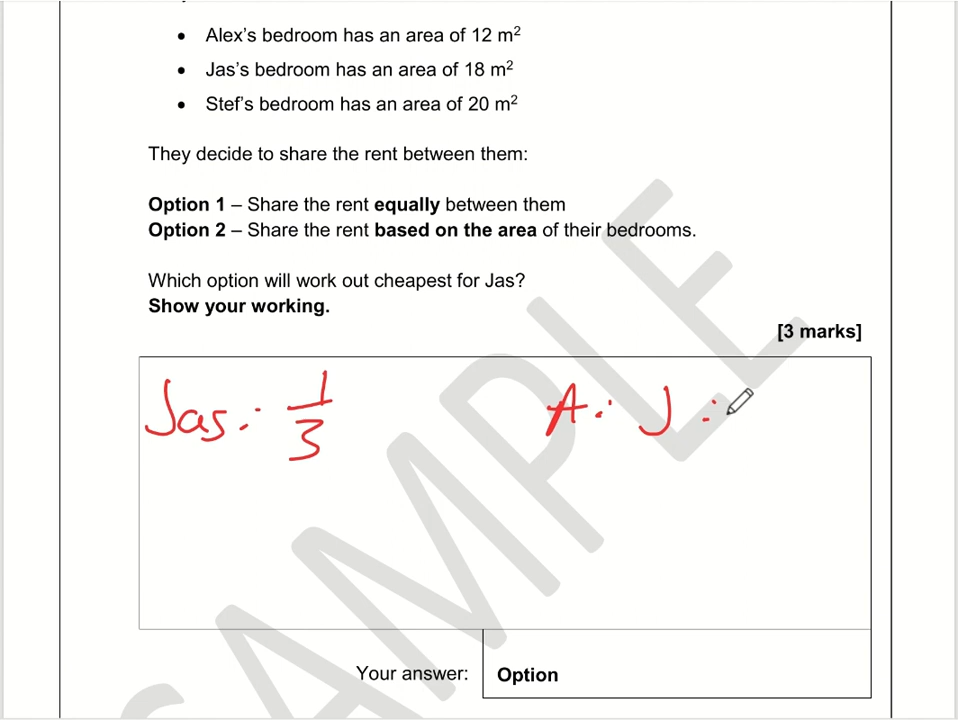 • Alex's bedroom has an area of 12 m²
• Jas's bedroom has an area of 18 m²
• Stef's bedroom has an area of 20 m²
They decide to share the rent between them:
Option 1 – Share the rent equally between them
Option 2 – Share the rent based on the area of their bedrooms.
Which option will work out cheapest for Jas?
Show your working.
[3 marks]
Jas: 1/3 A: J:
Your answer: Option
SAMPLE